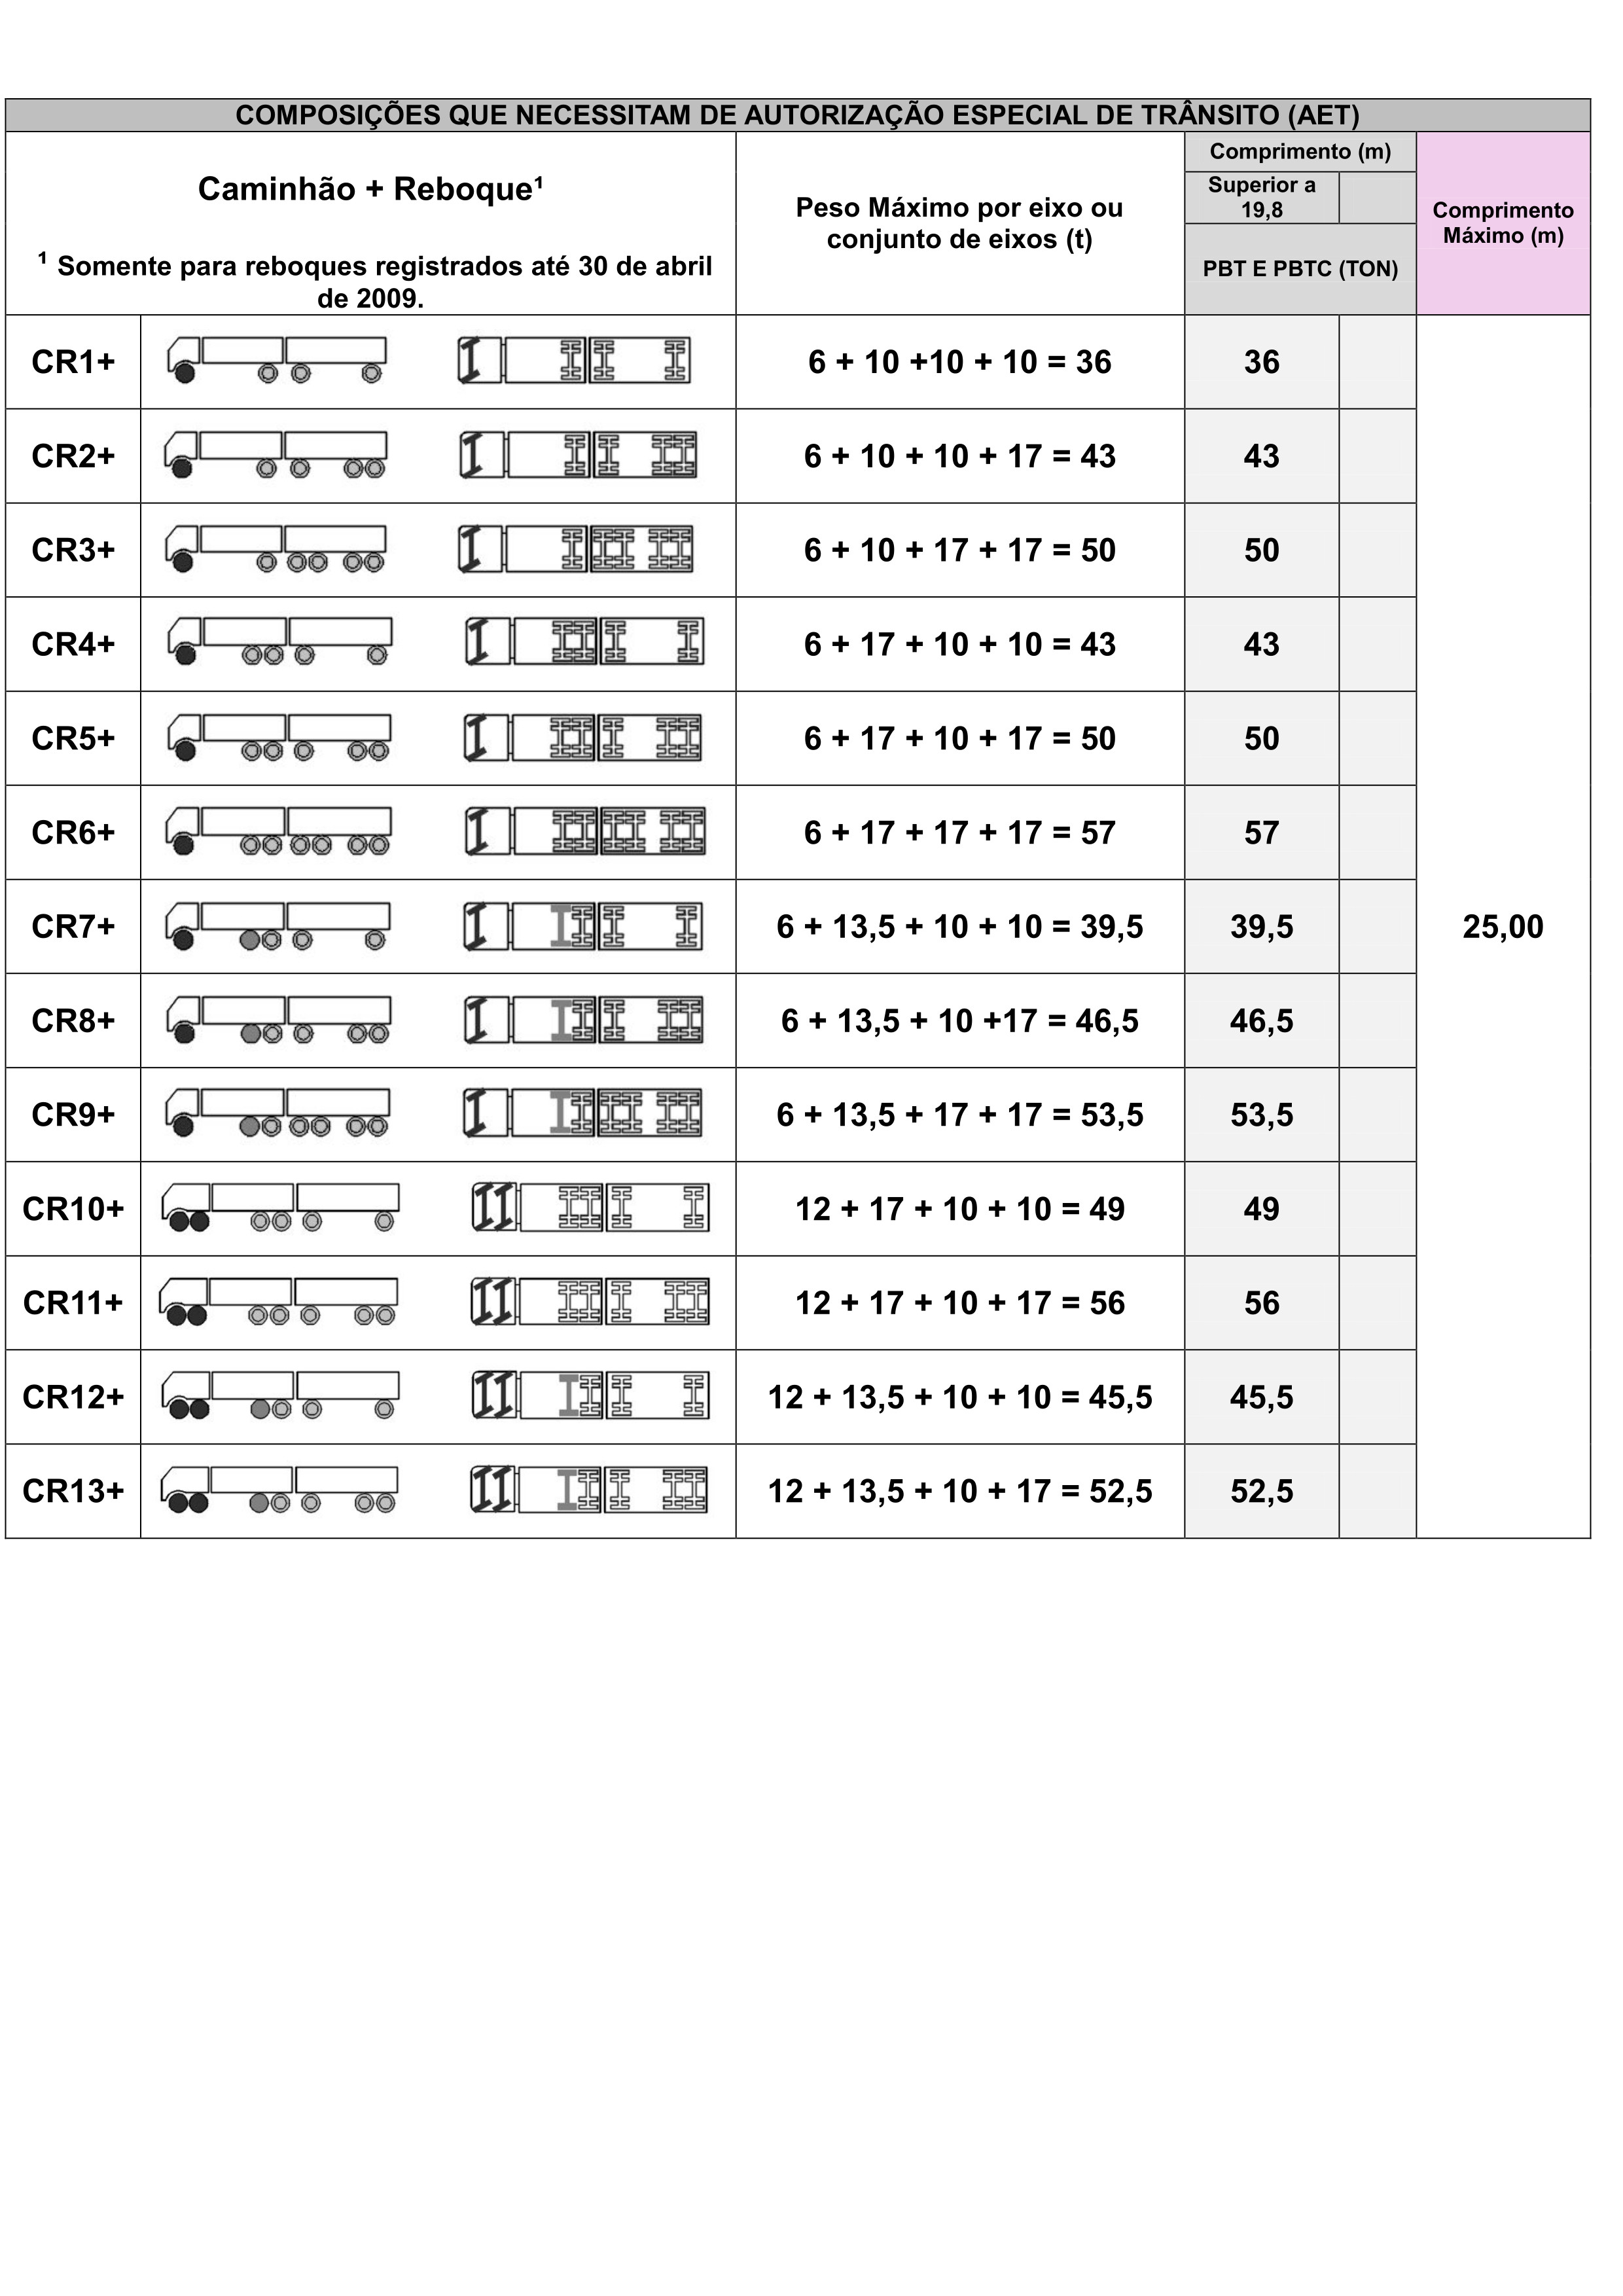 COMPOSIÇÕES QUE NECESSITAM DE AUTORIZAÇÃO ESPECIAL DE TRÂNSITO (AET)
Caminhão + Reboque¹
¹ Somente para reboques registrados até 30 de abril
de 2009.
Peso Máximo por eixo ou
conjunto de eixos (t)
Comprimento (m)
Superior a
19,8
PBT E PBTC (TON)
Comprimento
Máximo (m)
CR1+ 6 + 10 +10 + 10 = 36 36
CR2+ 6 + 10 + 10 + 17 = 43 43
CR3+ 6 + 10 + 17 + 17 = 50 50
CR4+ 6 + 17 + 10 + 10 = 43 43
CR5+ 6 + 17 + 10 + 17 = 50 50
CR6+ 6 + 17 + 17 + 17 = 57 57
CR7+ 6 + 13,5 + 10 + 10 = 39,5 39,5 25,00
CR8+ 6 + 13,5 + 10 +17 = 46,5 46,5
CR9+ 6 + 13,5 + 17 + 17 = 53,5 53,5
CR10+ 12 + 17 + 10 + 10 = 49 49
CR11+ 12 + 17 + 10 + 17 = 56 56
CR12+ 12 + 13,5 + 10 + 10 = 45,5 45,5
CR13+ 12 + 13,5 + 10 + 17 = 52,5 52,5